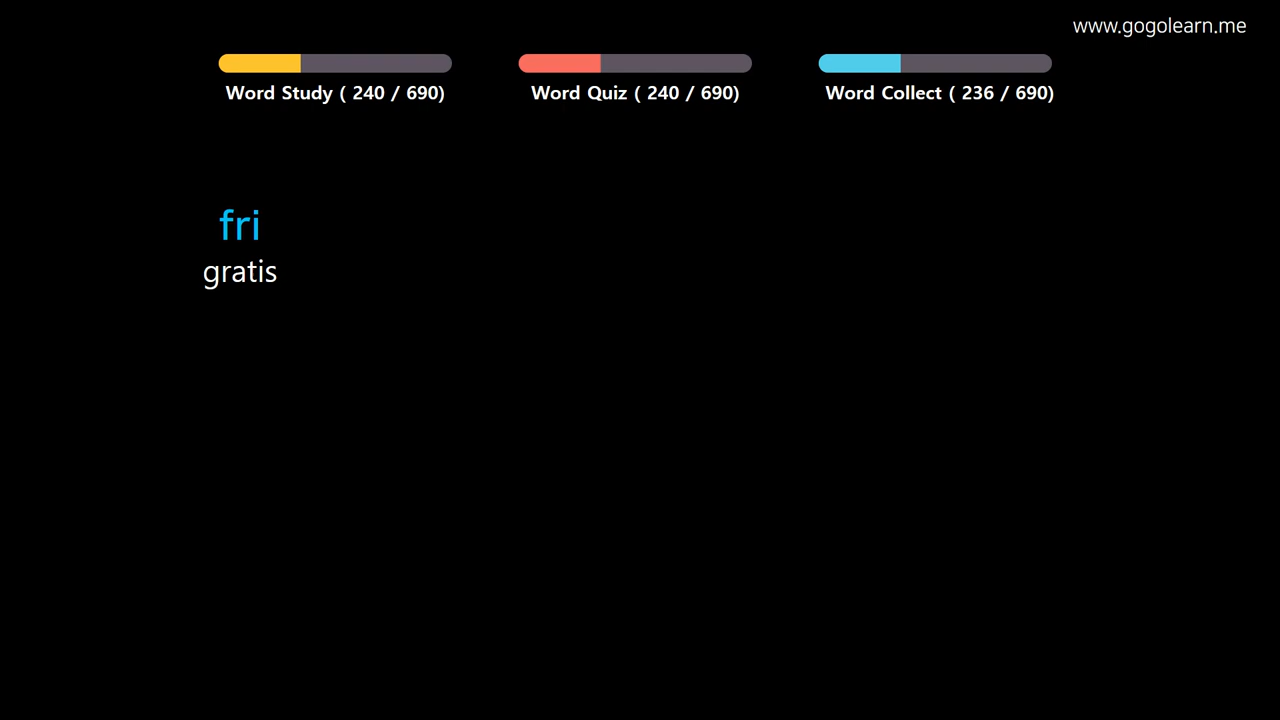 www.gogolearn.me
Word Study ( 240 / 690)
Word Quiz ( 240 / 690)
Word Collect ( 236 / 690)
fri
gratis